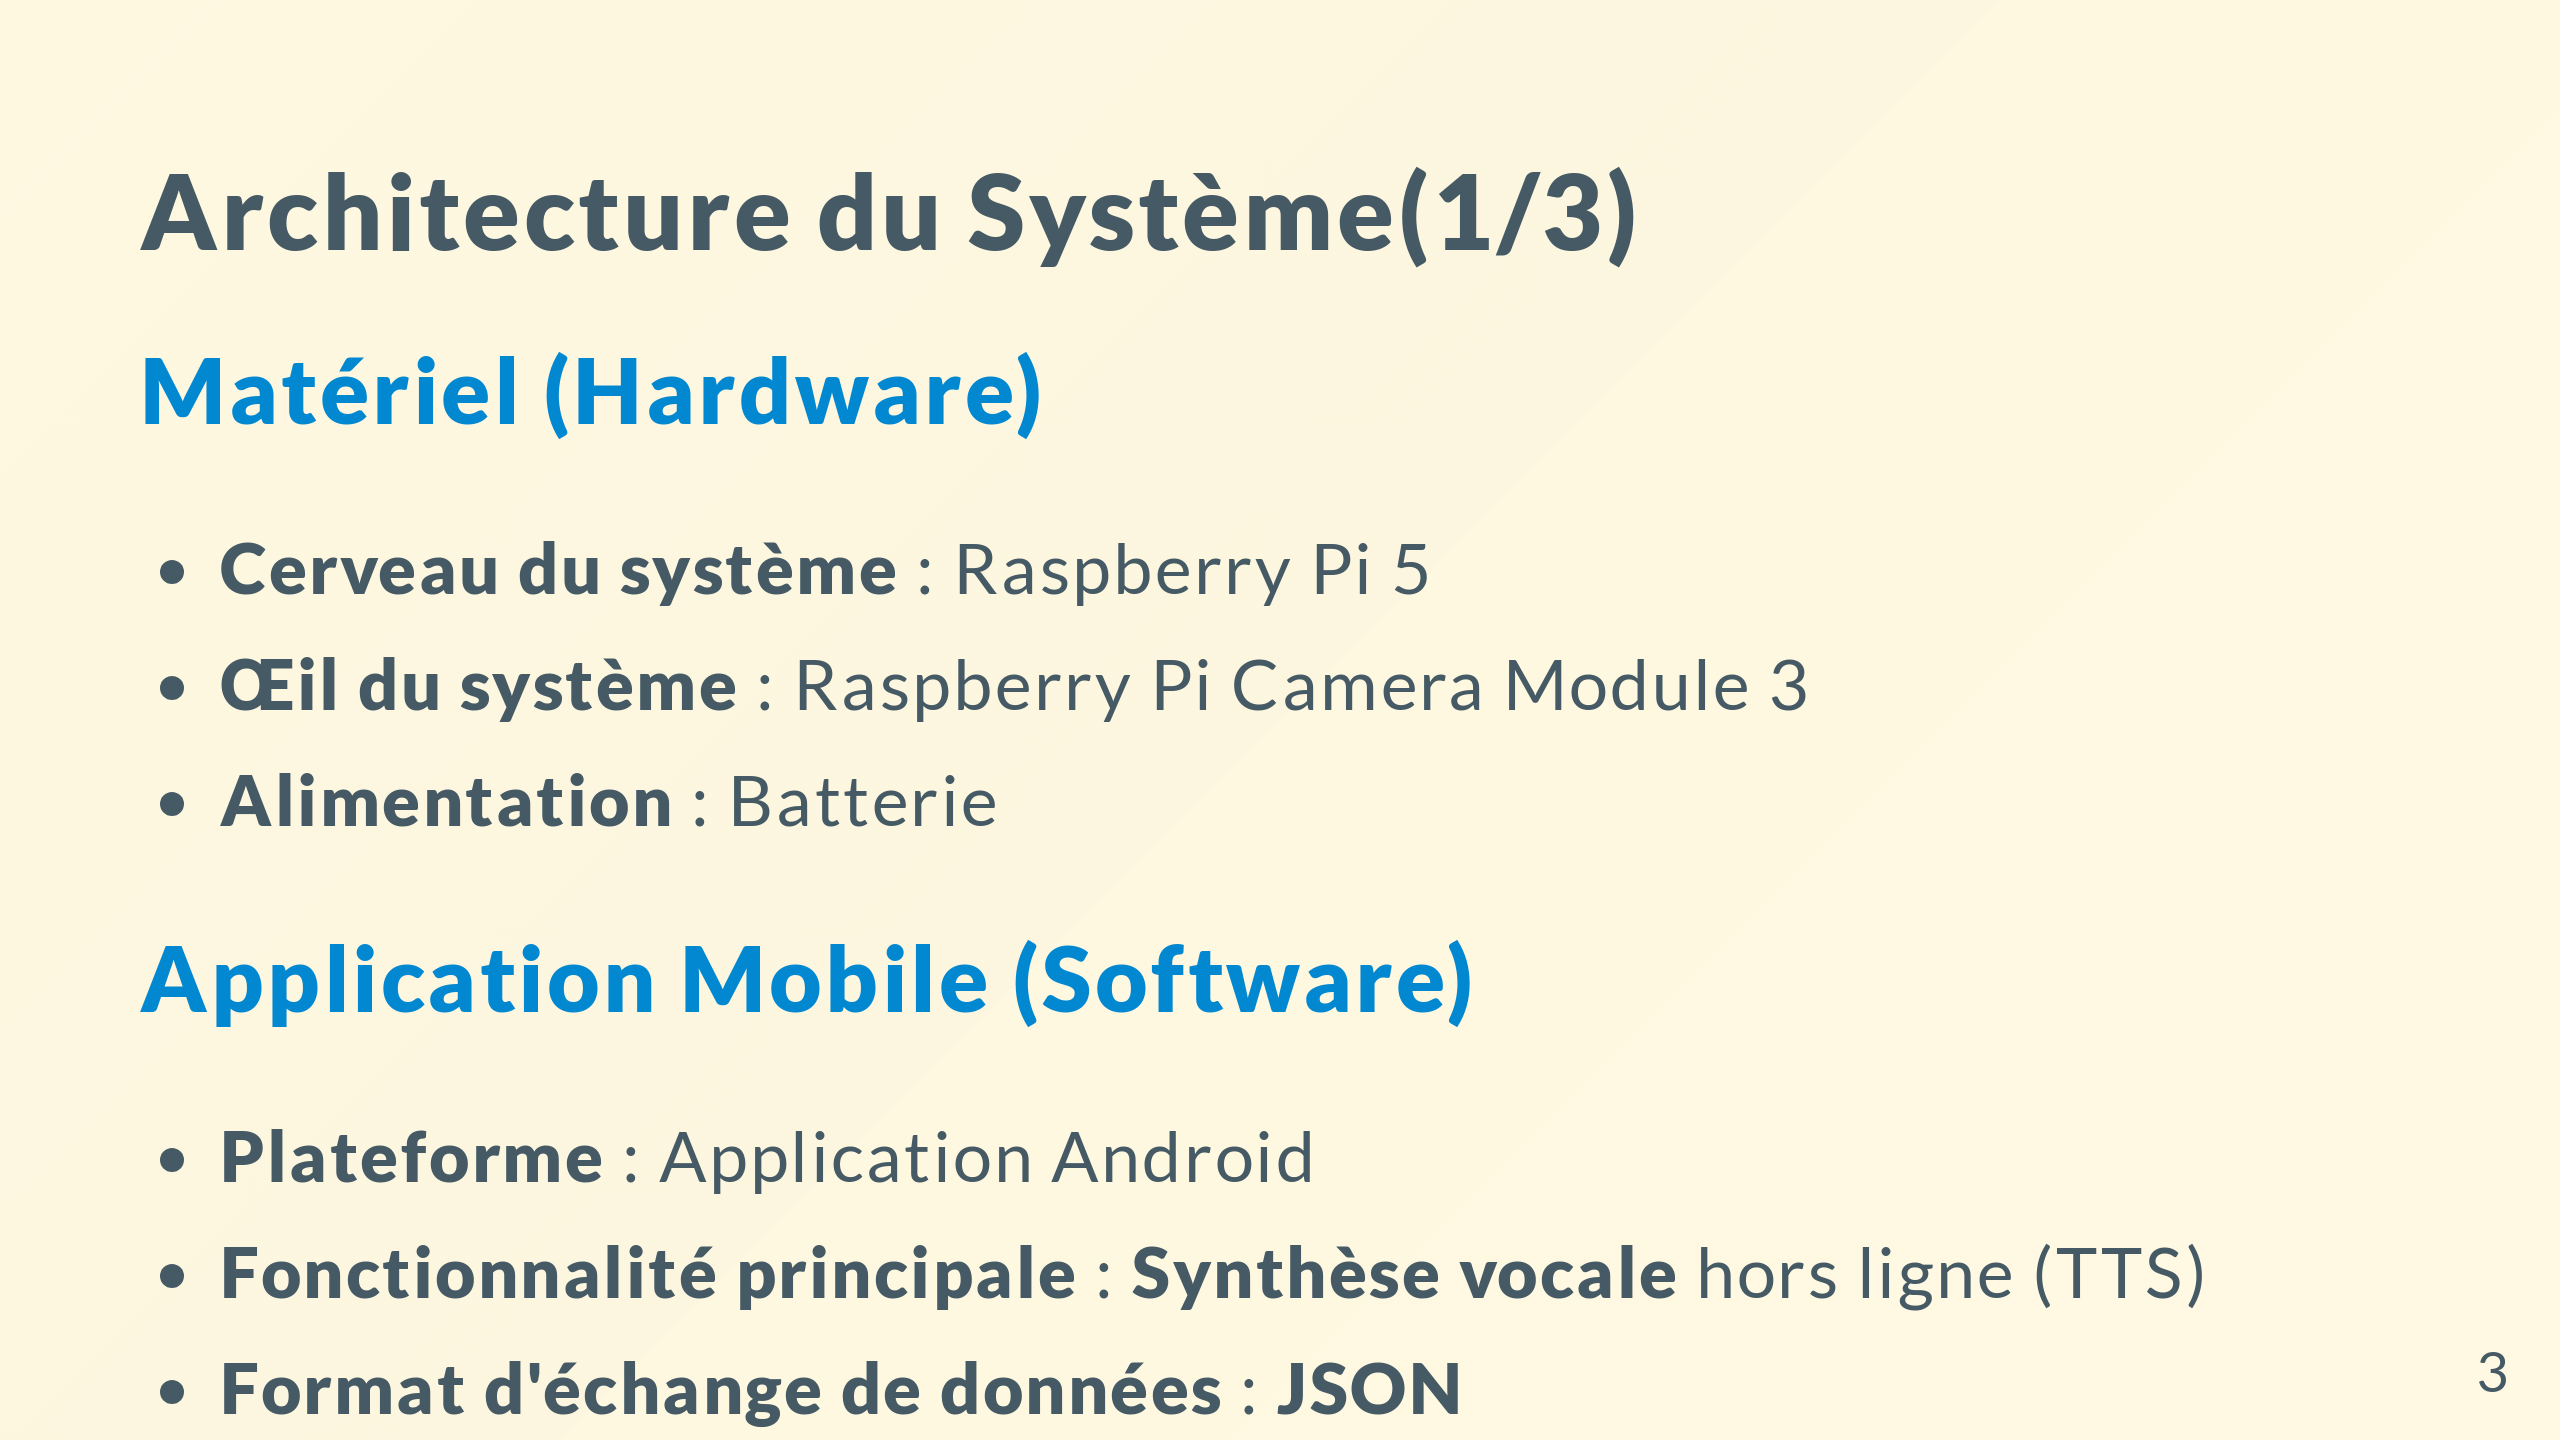 Architecture du Système(1/3)
Matériel (Hardware)
• Cerveau du système : Raspberry Pi 5
• Œil du système : Raspberry Pi Camera Module 3
• Alimentation : Batterie
Application Mobile (Software)
• Plateforme : Application Android
• Fonctionnalité principale : Synthèse vocale hors ligne (TTS)
• Format d'échange de données : JSON
3